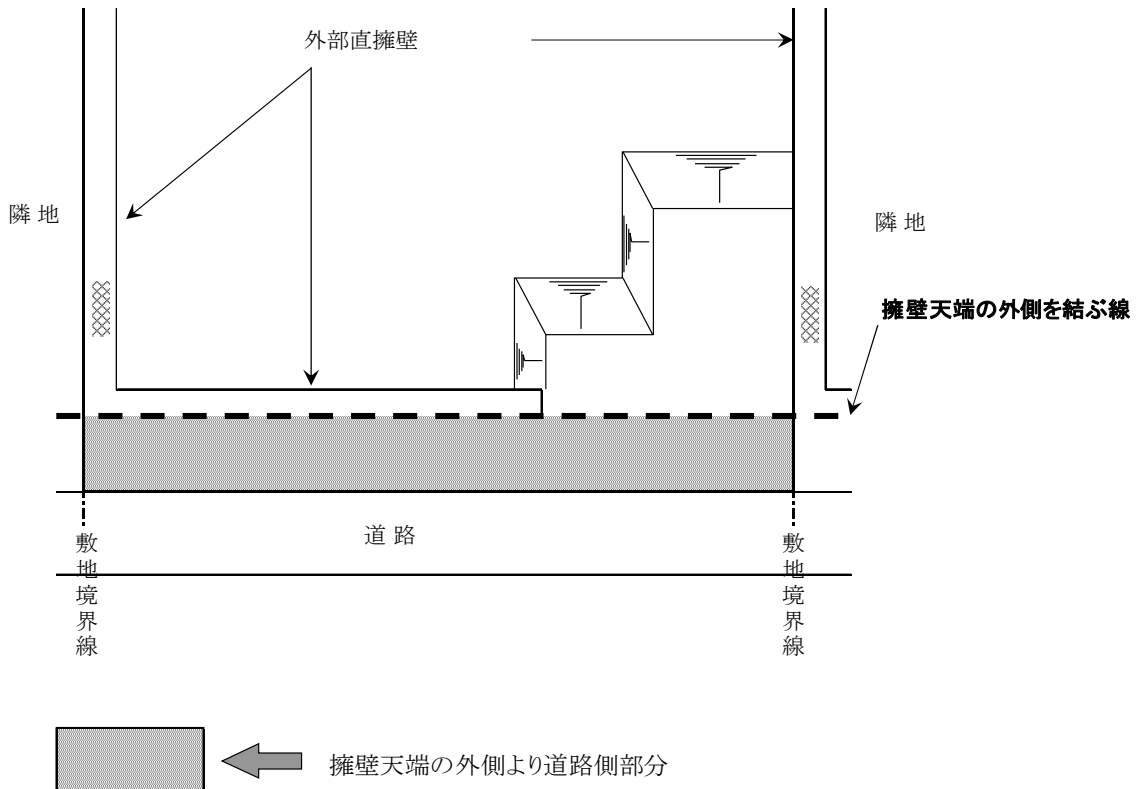 外部直擁壁
隣 地
隣 地
擁壁天端の外側を結ぶ線
道 路
敷地境界線
敷地境界線
擁壁天端の外側より道路側部分